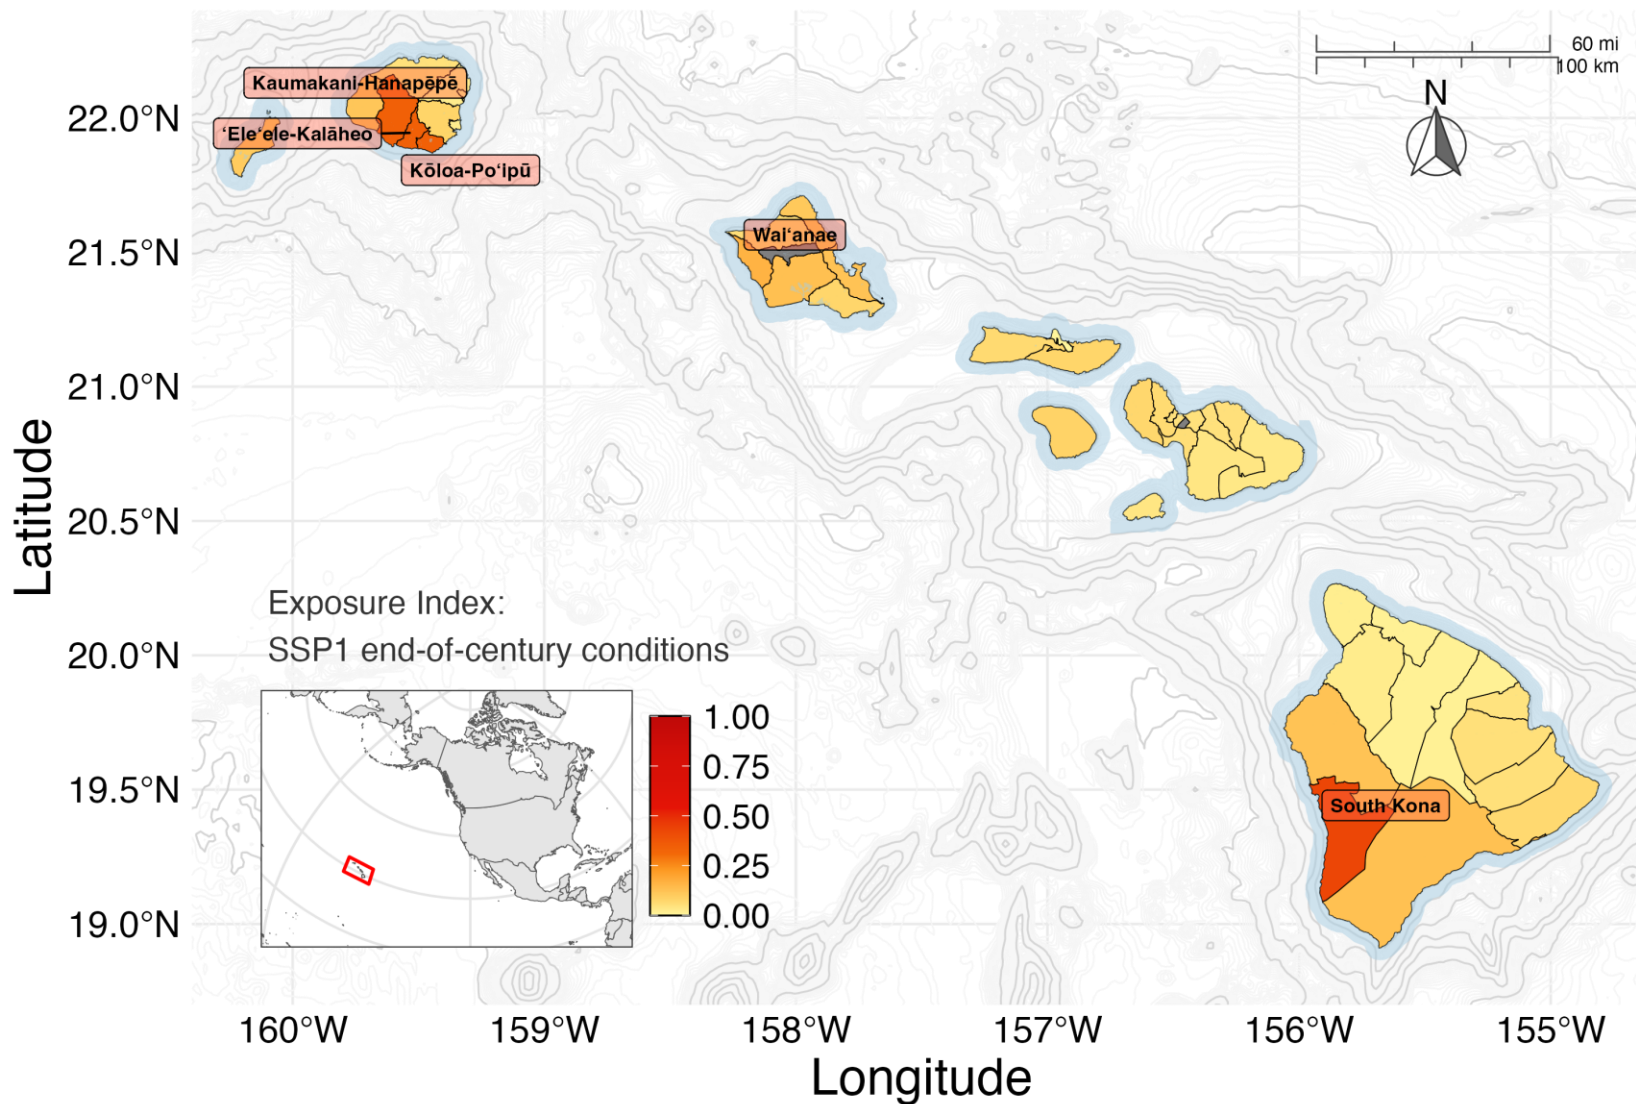 60 mi
100 km
N
Kaumakani-Hanapēpē
ʻEleʻele-Kalāheo
Kōloa-Poʻipū
Waiʻanae
South Kona
22.0°N
21.5°N
21.0°N
20.5°N
20.0°N
19.5°N
19.0°N
Latitude
Exposure Index:
SSP1 end-of-century conditions
1.00
0.75
0.50
0.25
0.00
160°W
159°W
158°W
157°W
156°W
155°W
Longitude